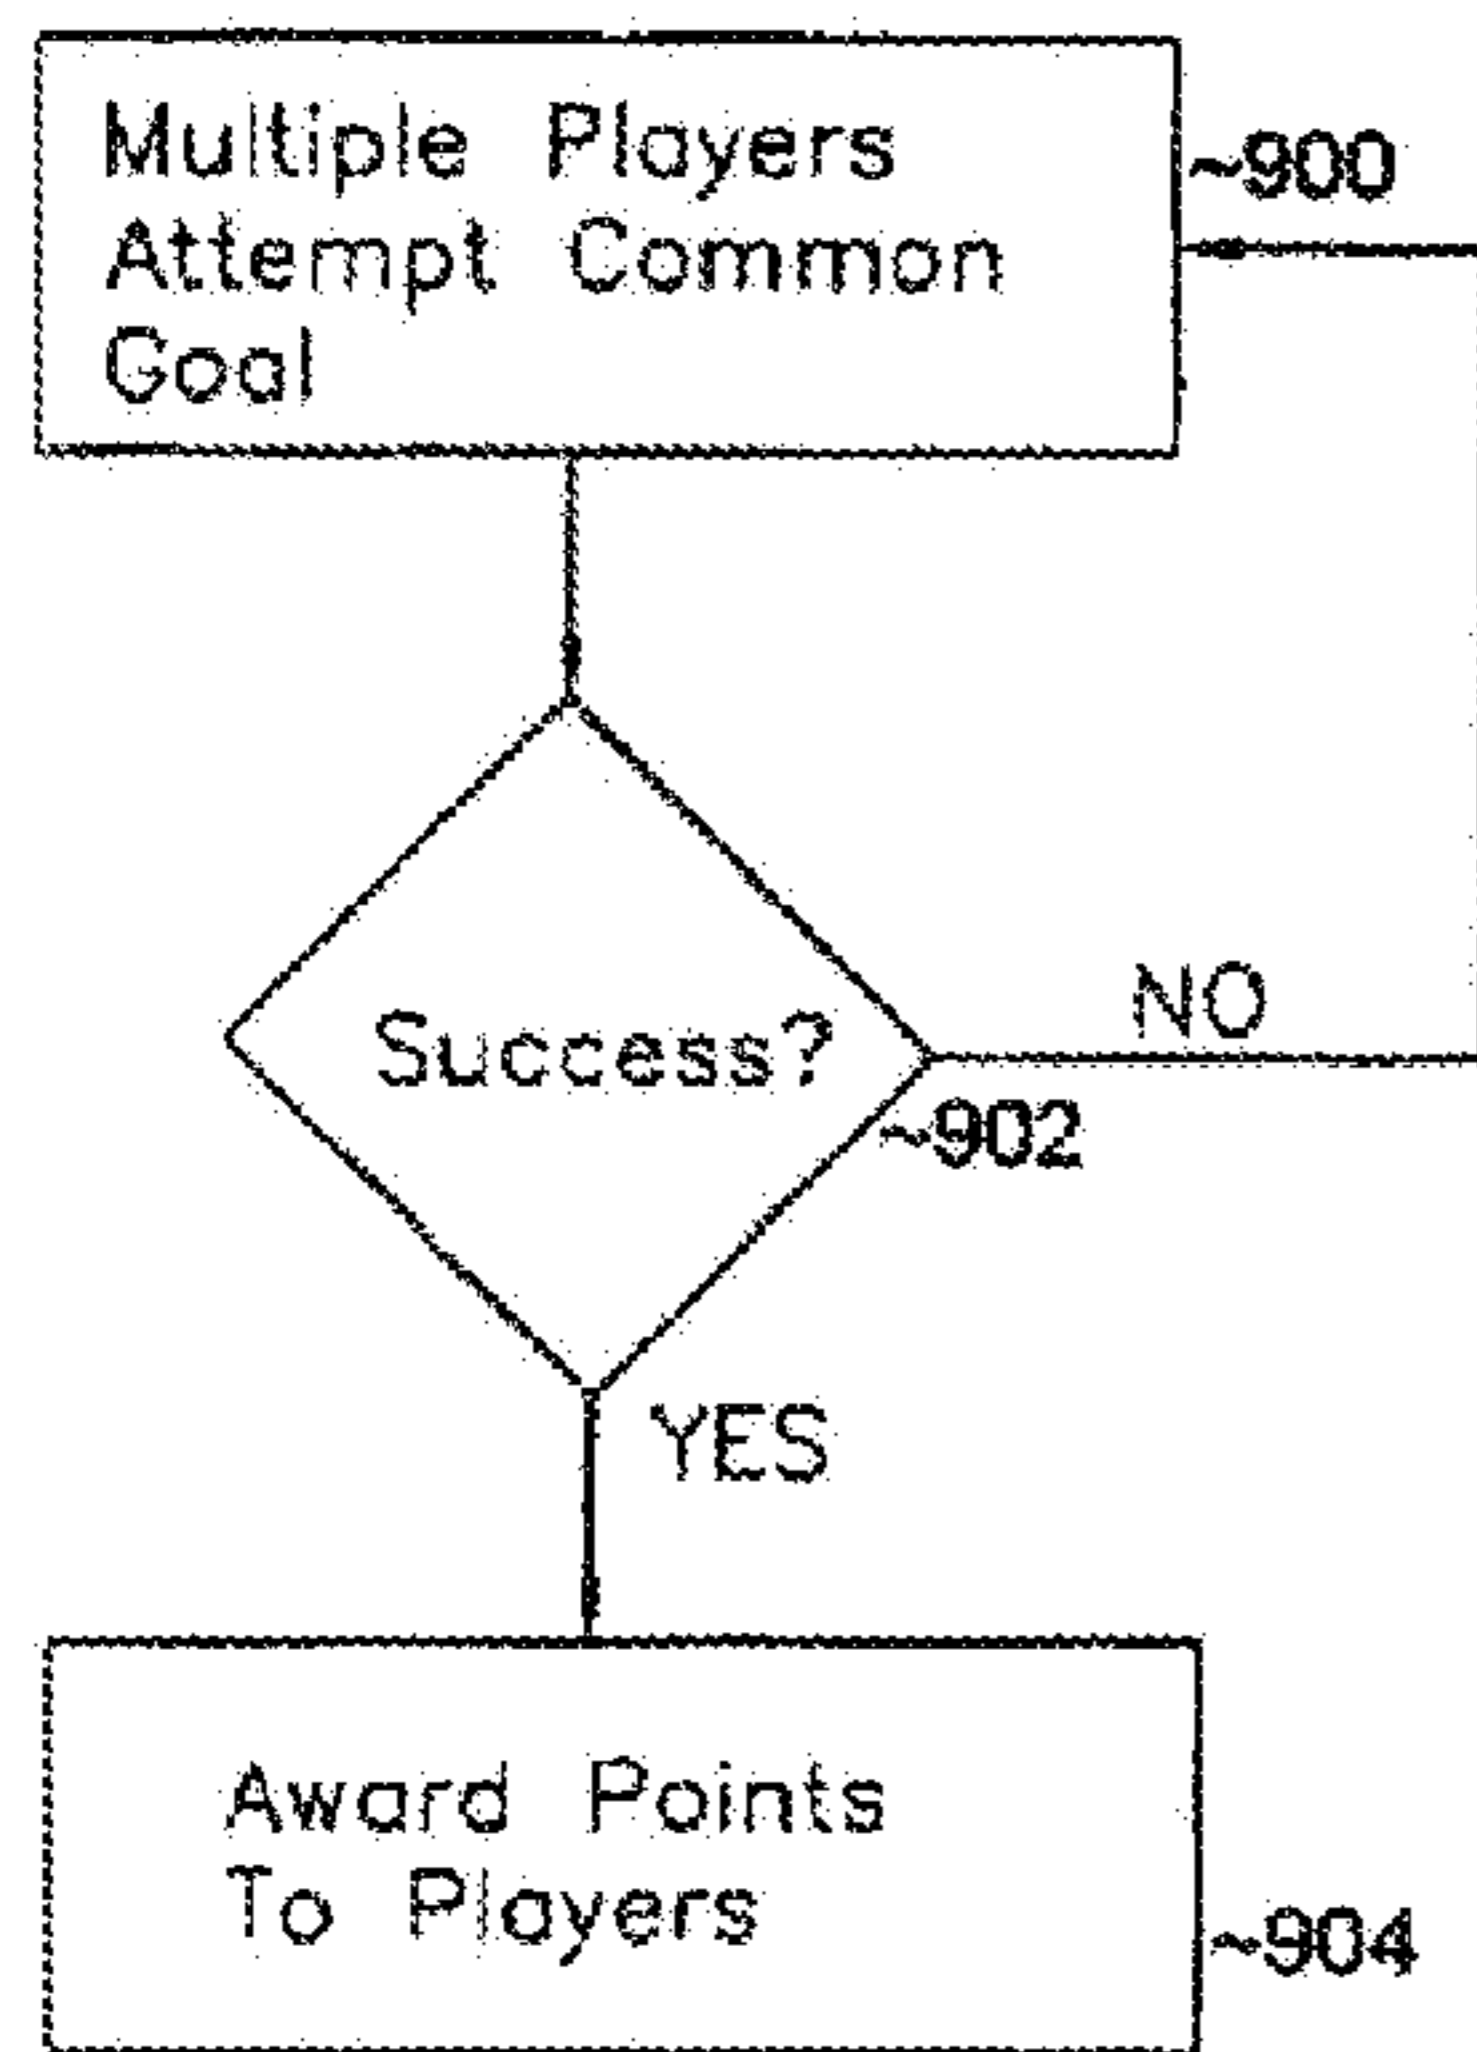 Multiple Players
~900
Attempt Common
Goal
Success?
NO
~902
YES
Award Points
To Players
~904